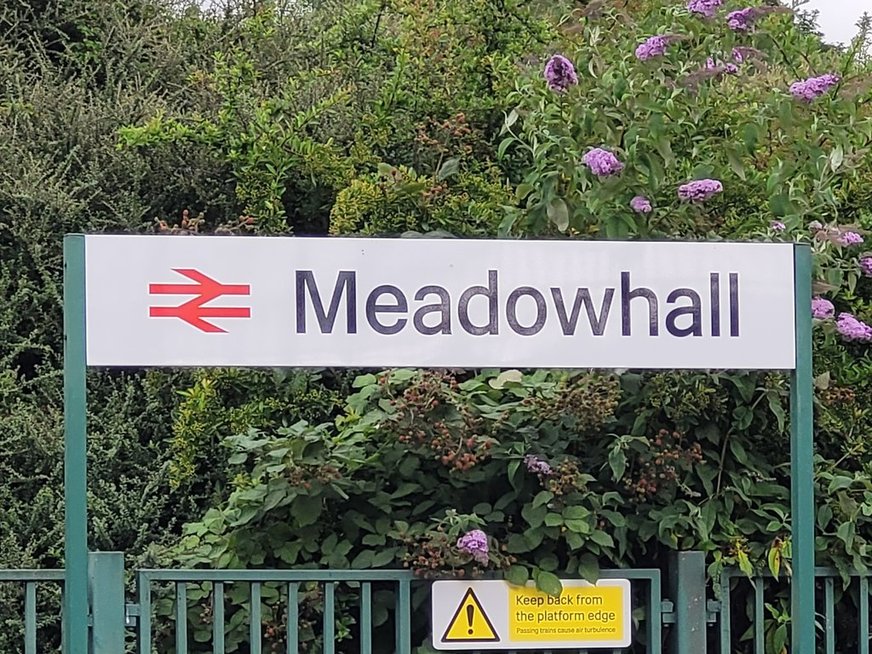 Meadowhall
Keep back from
the platform edge
Passing trains cause air turbulence